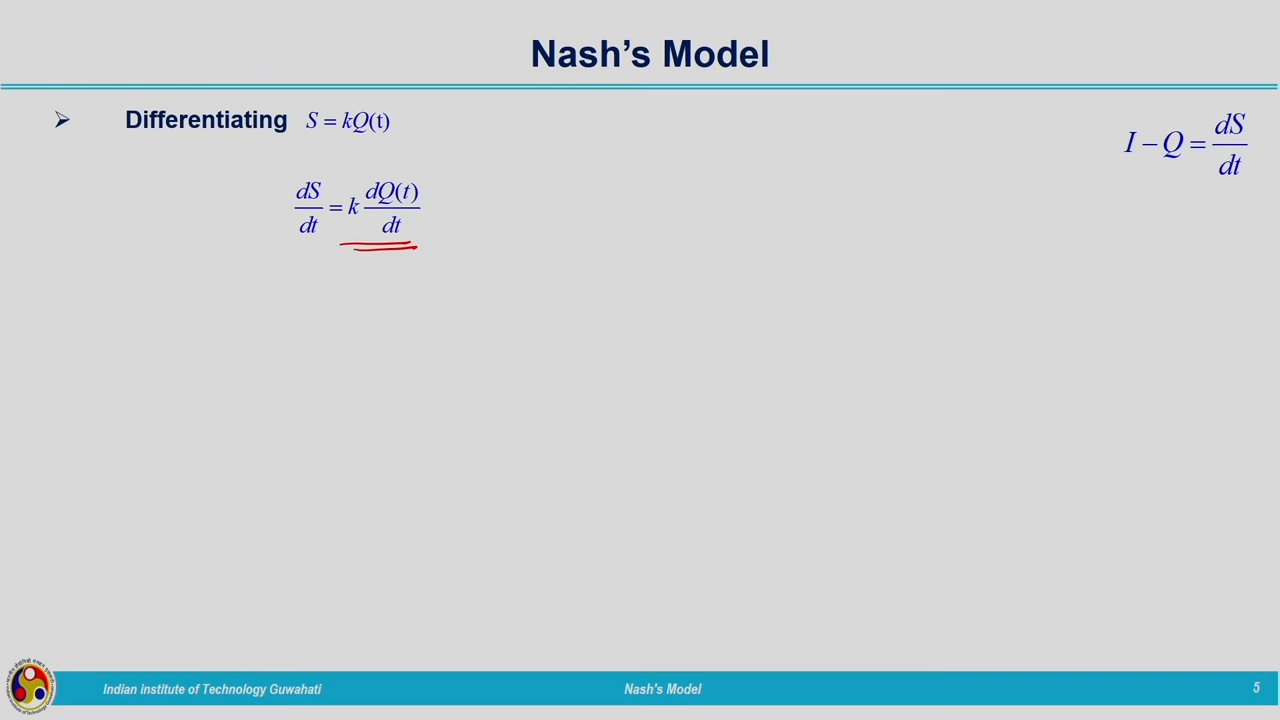 Nash's Model
➢ Differentiating S = kQ(t)
I − Q = dS/dt
dS/dt = k dQ(t)/dt
Indian institute of Technology Guwahati Nash's Model 5